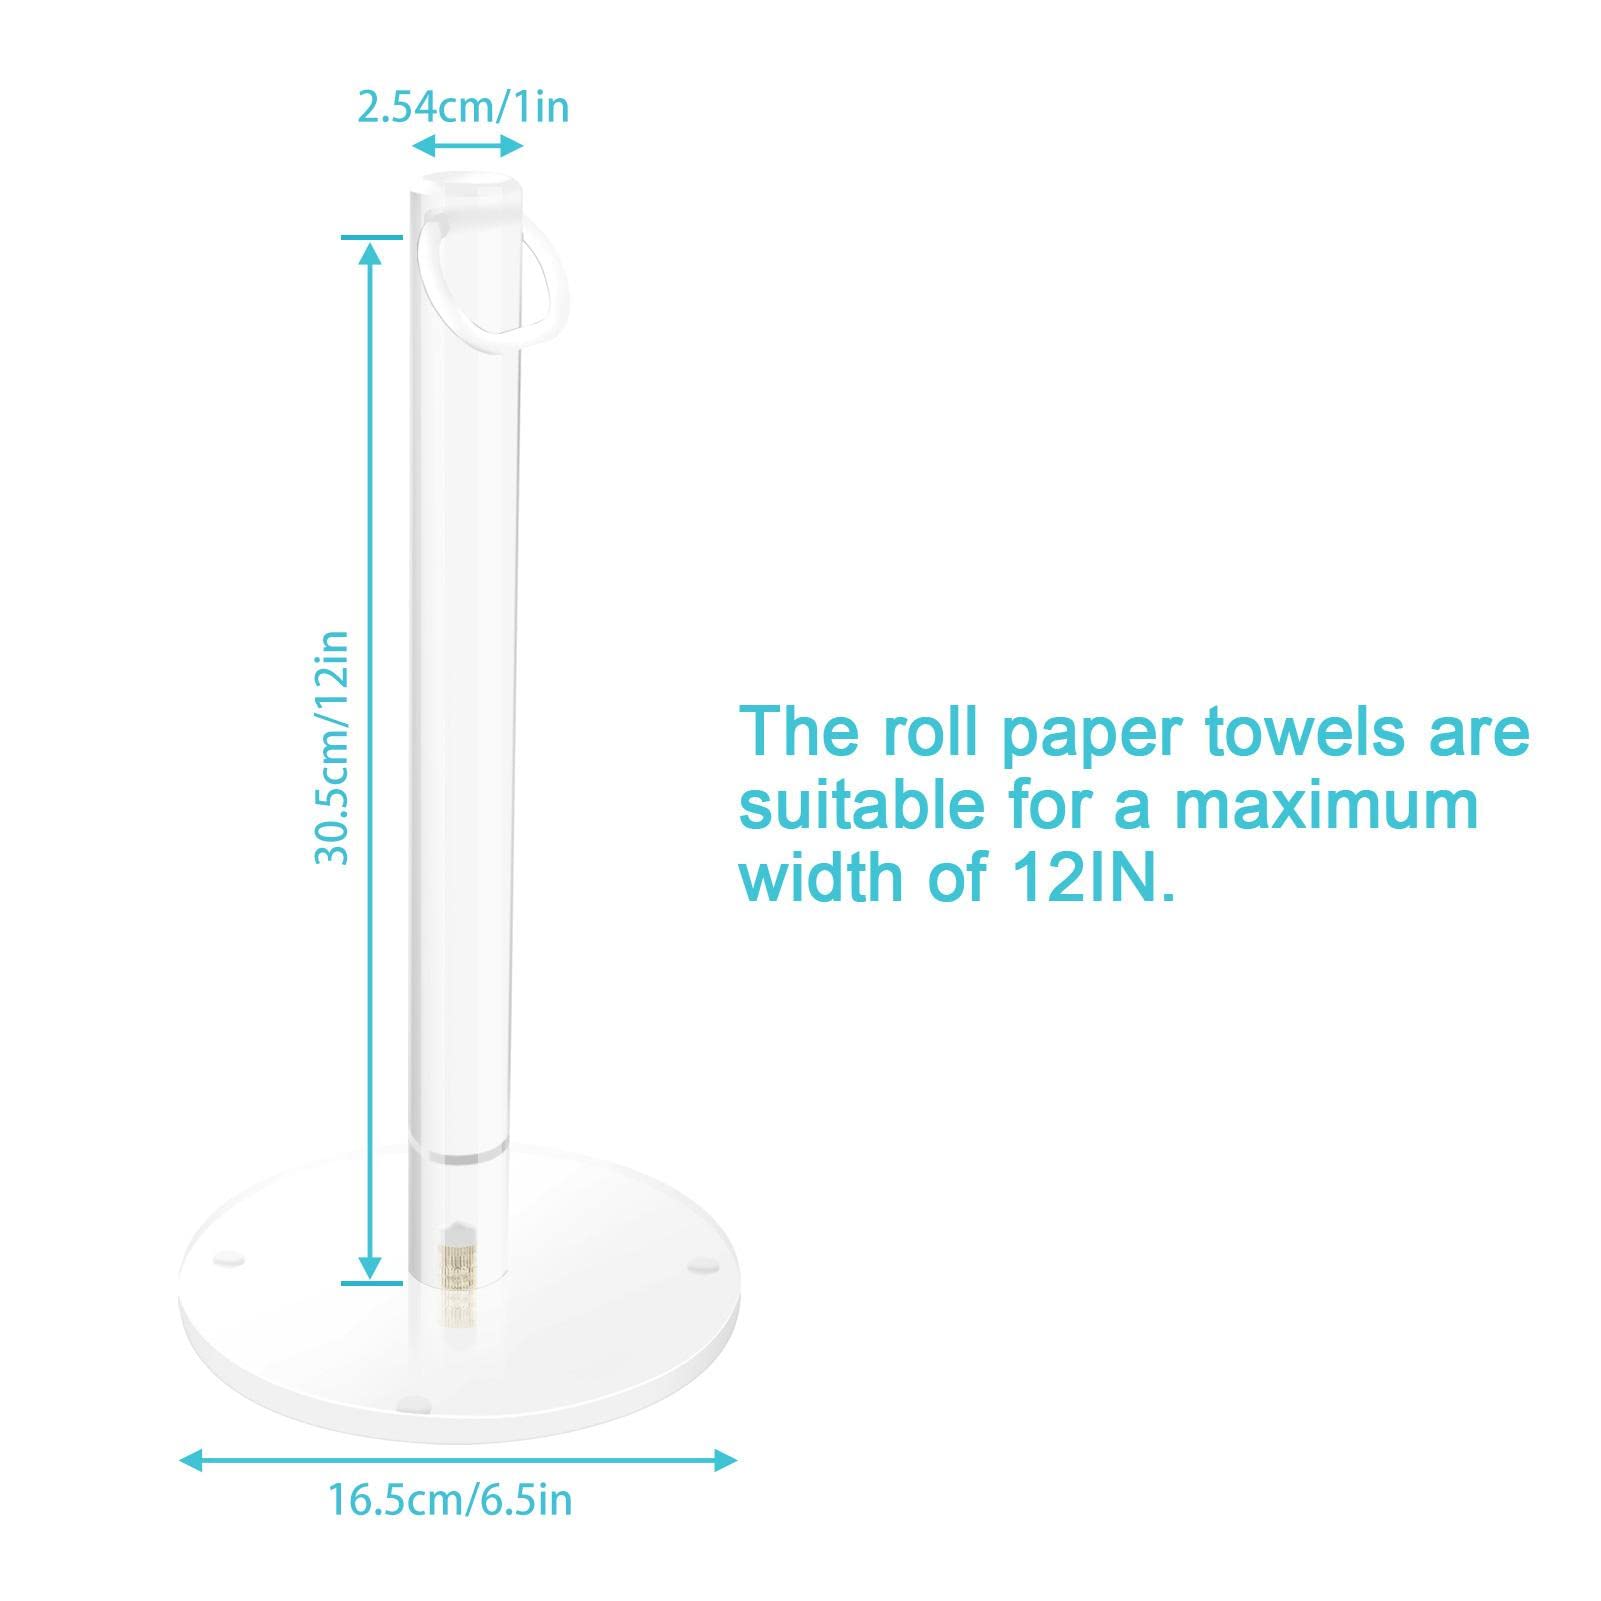 2.54cm/1in
30.5cm/12in
The roll paper towels are
suitable for a maximum
width of 12IN.
16.5cm/6.5in